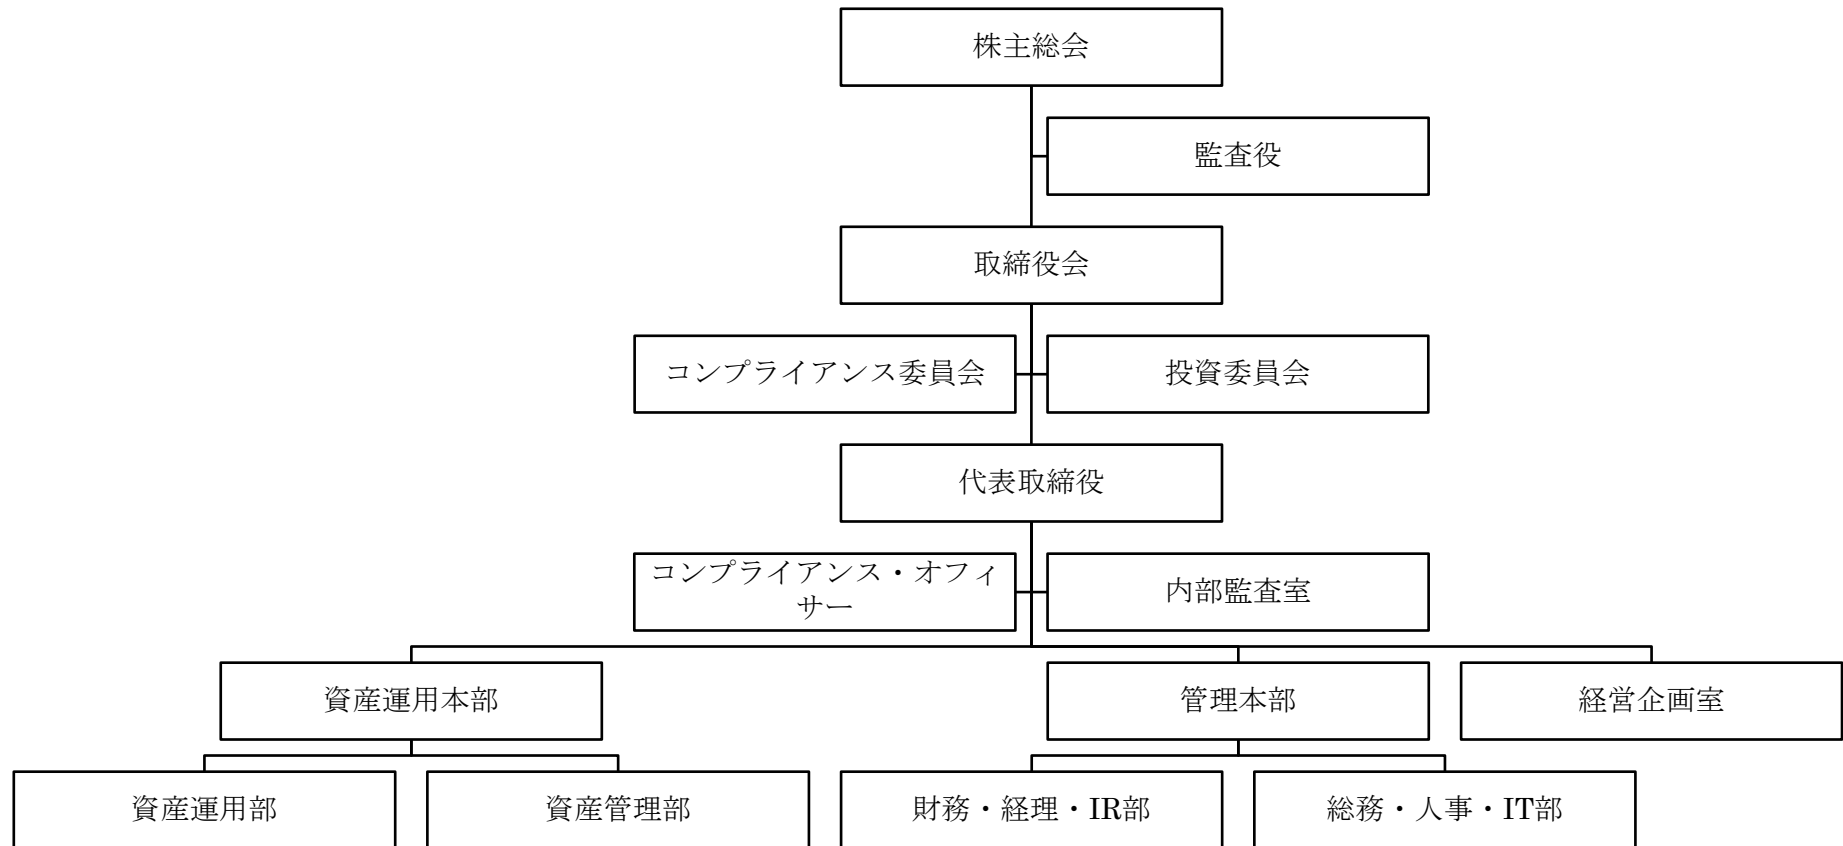 株主総会
監査役
取締役会
コンプライアンス委員会
投資委員会
代表取締役
コンプライアンス・オフィ
サー
内部監査室
資産運用本部
管理本部
経営企画室
資産運用部
資産管理部
財務・経理・IR部
総務・人事・IT部